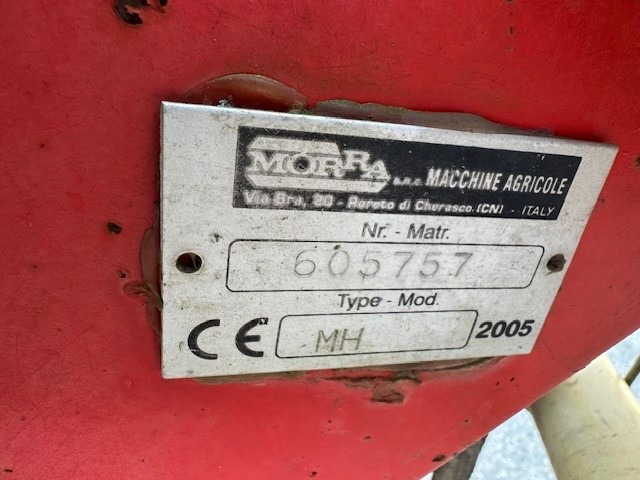 MORRA s.r.l. MACCHINE AGRICOLE
Via Bra, 20 - Roreto di Cherasco (CN) - ITALY
Nr. - Matr.
605757
Type - Mod.
CE MH 2005